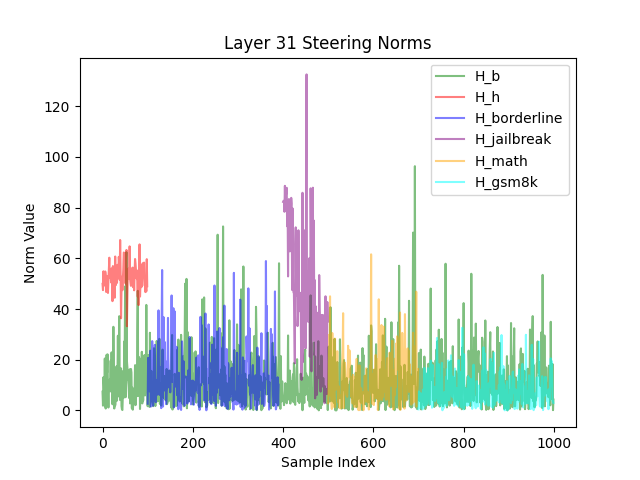 Layer 31 Steering Norms
Norm Value
120
100
80
60
40
20
0
0 200 400 600 800 1000
Sample Index
H_b
H_h
H_borderline
H_jailbreak
H_math
H_gsm8k